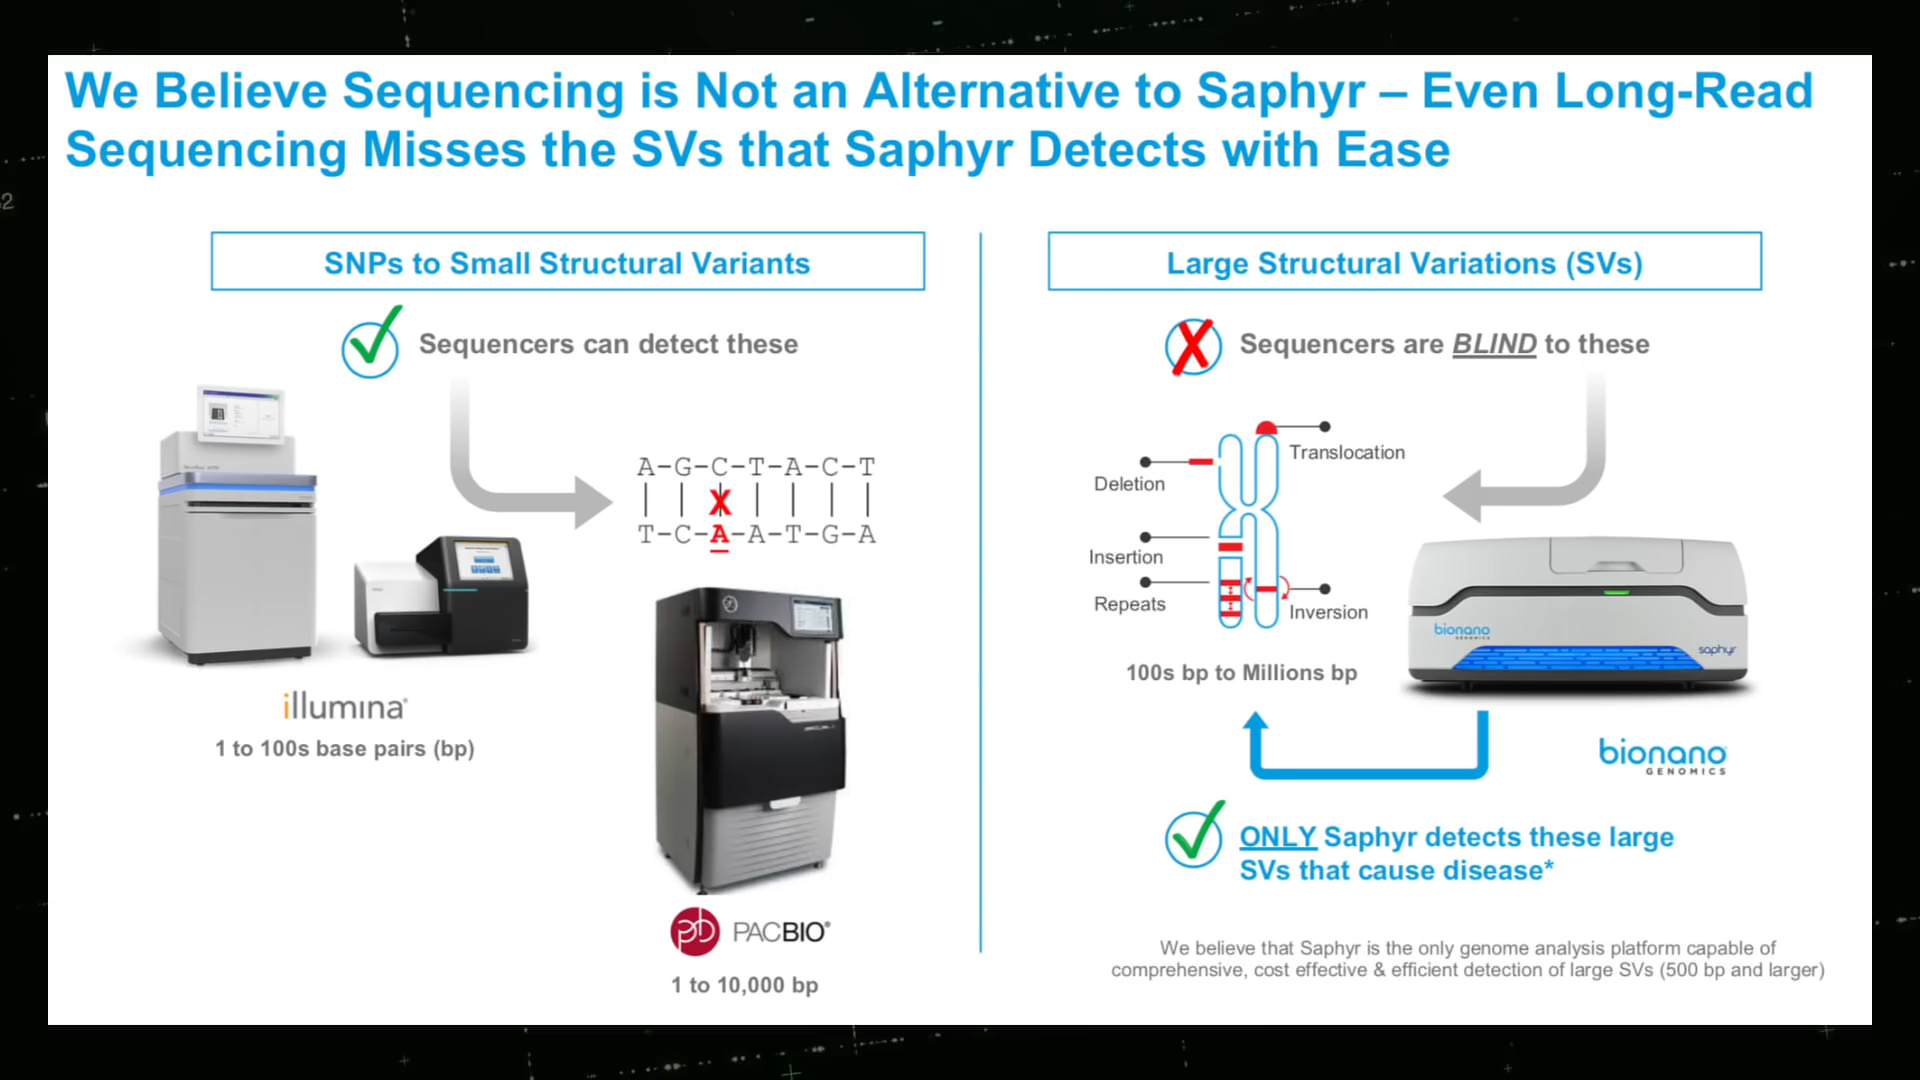 We Believe Sequencing is Not an Alternative to Saphyr – Even Long-Read
Sequencing Misses the SVs that Saphyr Detects with Ease
SNPs to Small Structural Variants
Sequencers can detect these
A-G-C-T-A-C-T
X
T-C-A-A-T-G-A
illumina®
1 to 100s base pairs (bp)
PACBIO®
1 to 10,000 bp
Large Structural Variations (SVs)
X
Sequencers are BLIND to these
Translocation
Deletion
Insertion
Repeats
Inversion
100s bp to Millions bp
bionano
GENOMICS
saphyr
bionano
GENOMICS
ONLY Saphyr detects these large
SVs that cause disease*
We believe that Saphyr is the only genome analysis platform capable of
comprehensive, cost effective & efficient detection of large SVs (500 bp and larger)